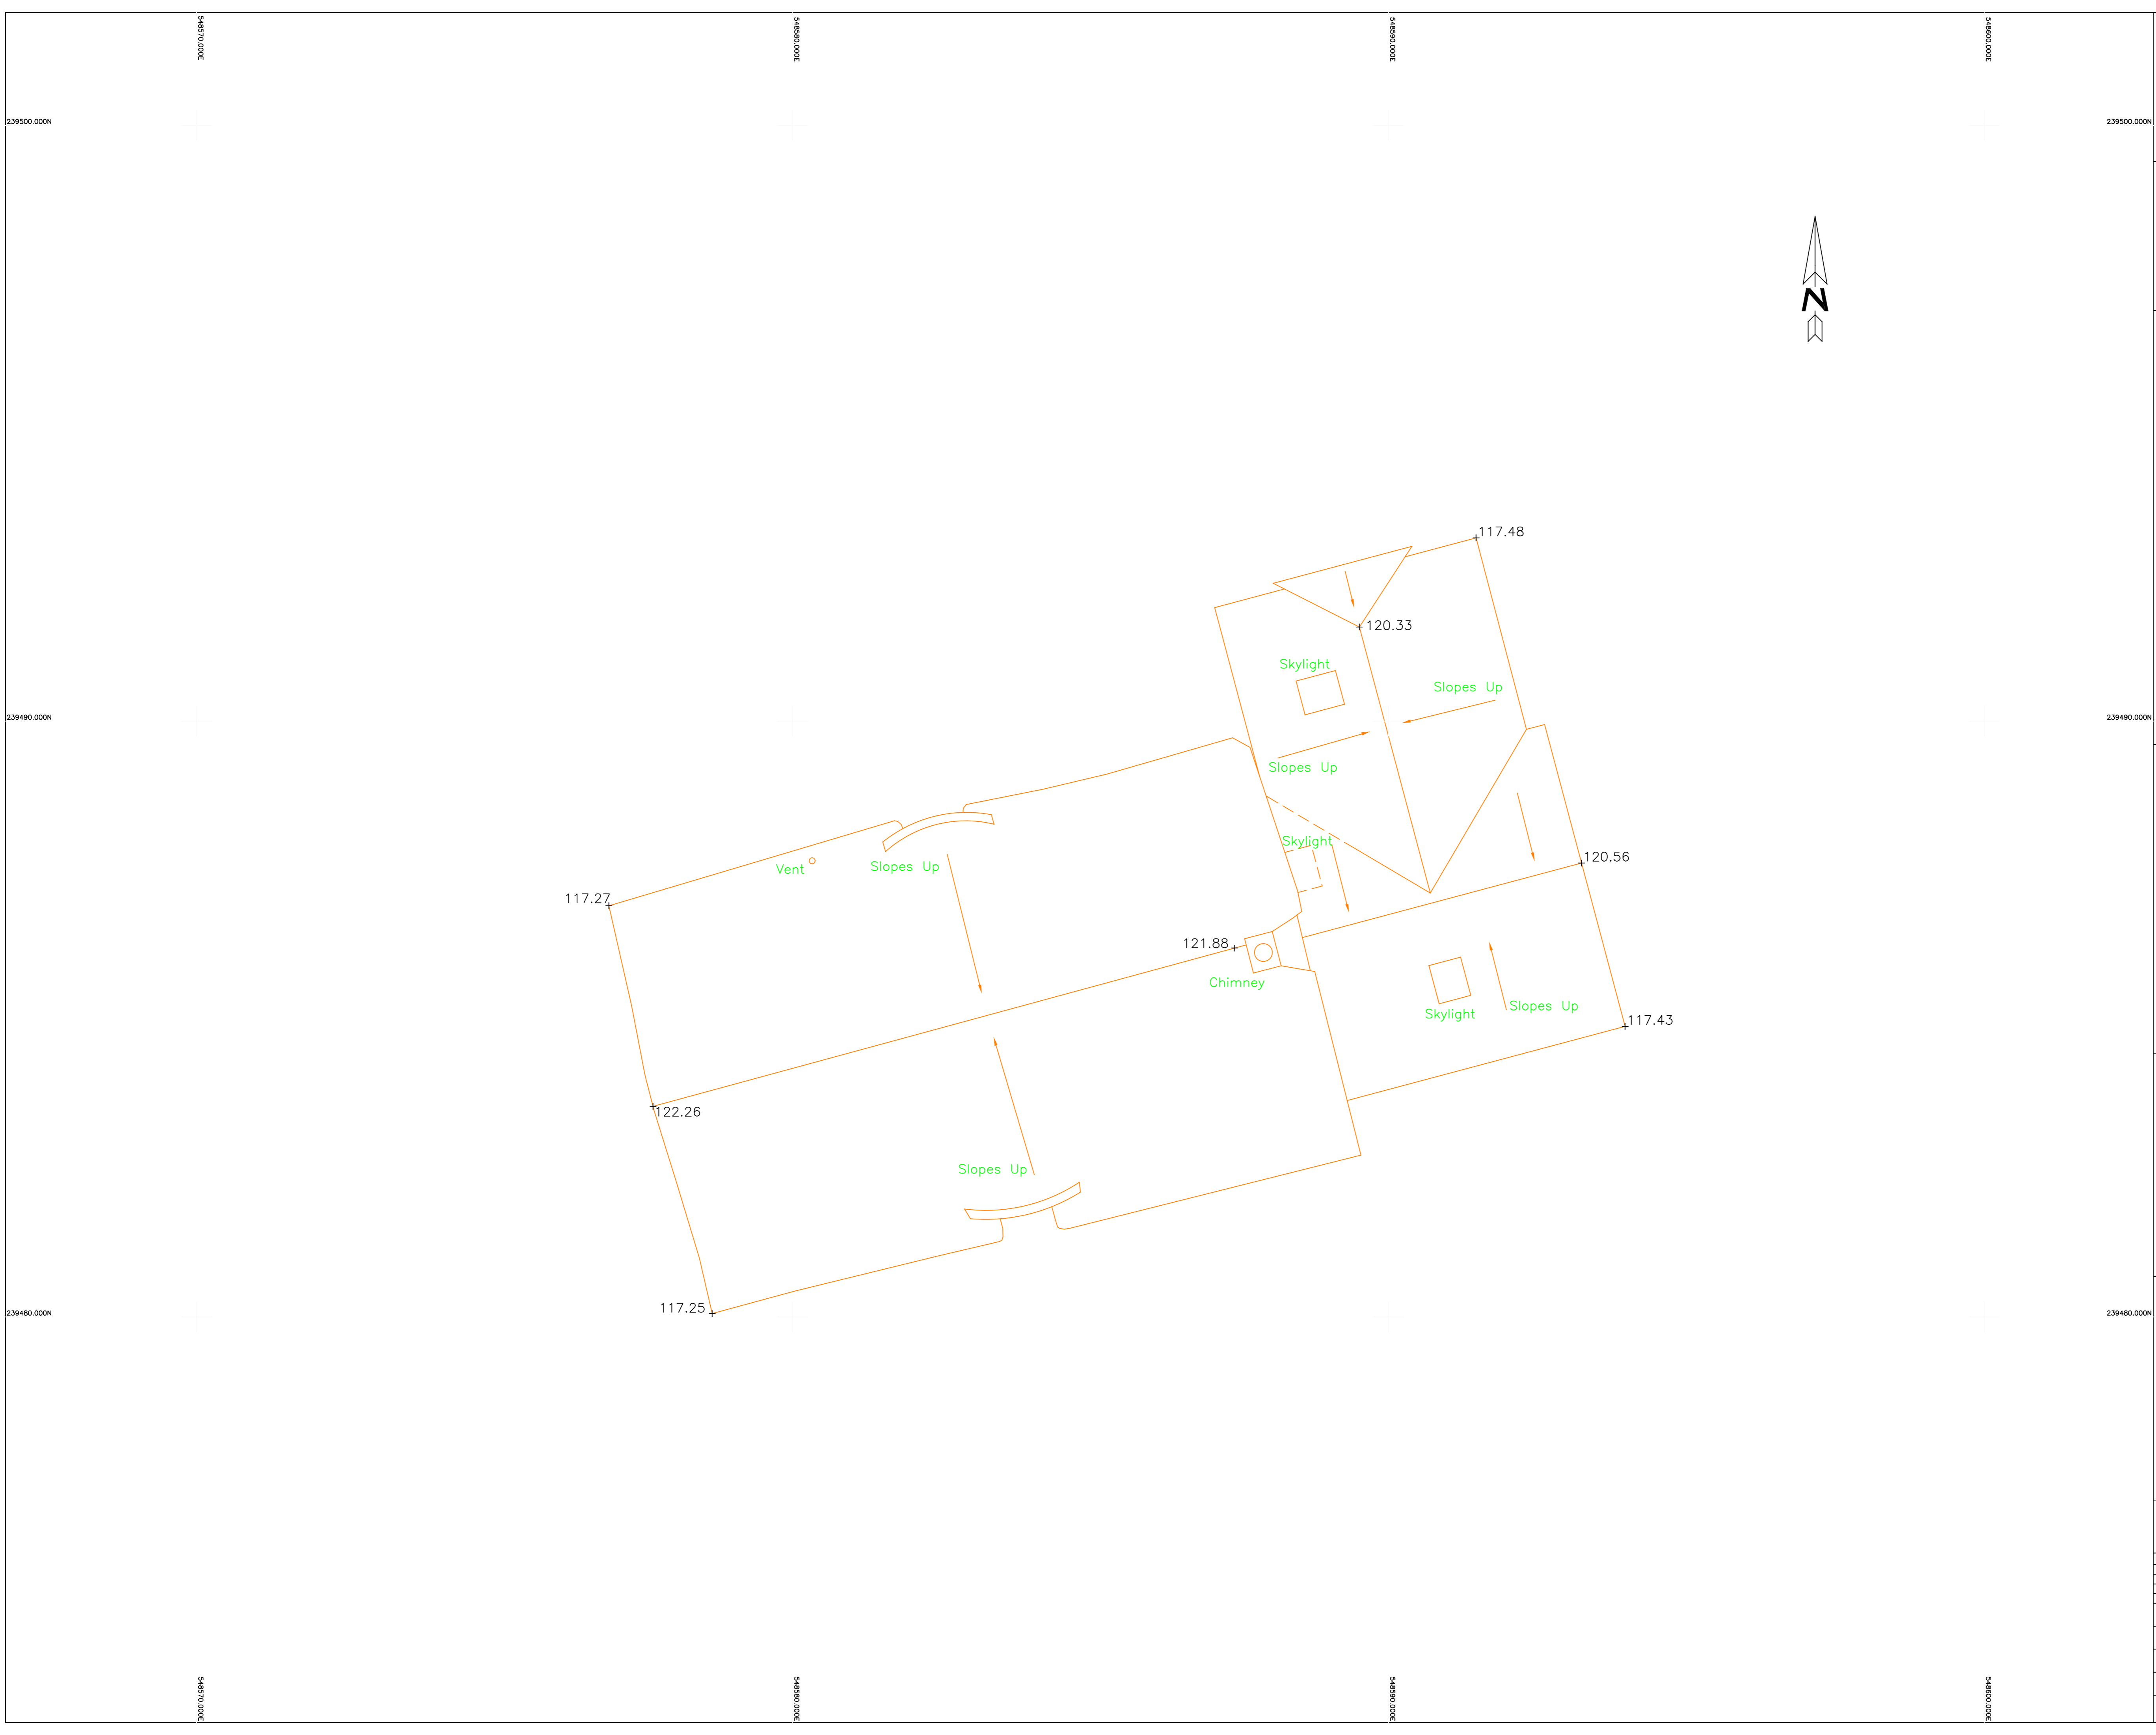 548570.000E
548580.000E
548590.000E
548600.000E
239500.000N
239500.000N
N
117.48
120.33
Skylight
Slopes Up
239490.000N
239490.000N
Slopes Up
Skylight
120.56
Vent
Slopes Up
117.27
121.88
Chimney
Skylight
Slopes Up
117.43
122.26
Slopes Up
117.25
239480.000N
239480.000N
548570.000E
548580.000E
548590.000E
548600.000E